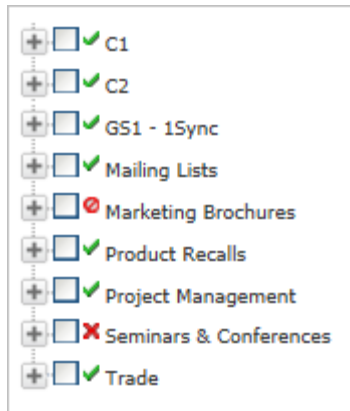 C1
C2
GS1 - 1Sync
Mailing Lists
Marketing Brochures
Product Recalls
Project Management
Seminars & Conferences
Trade